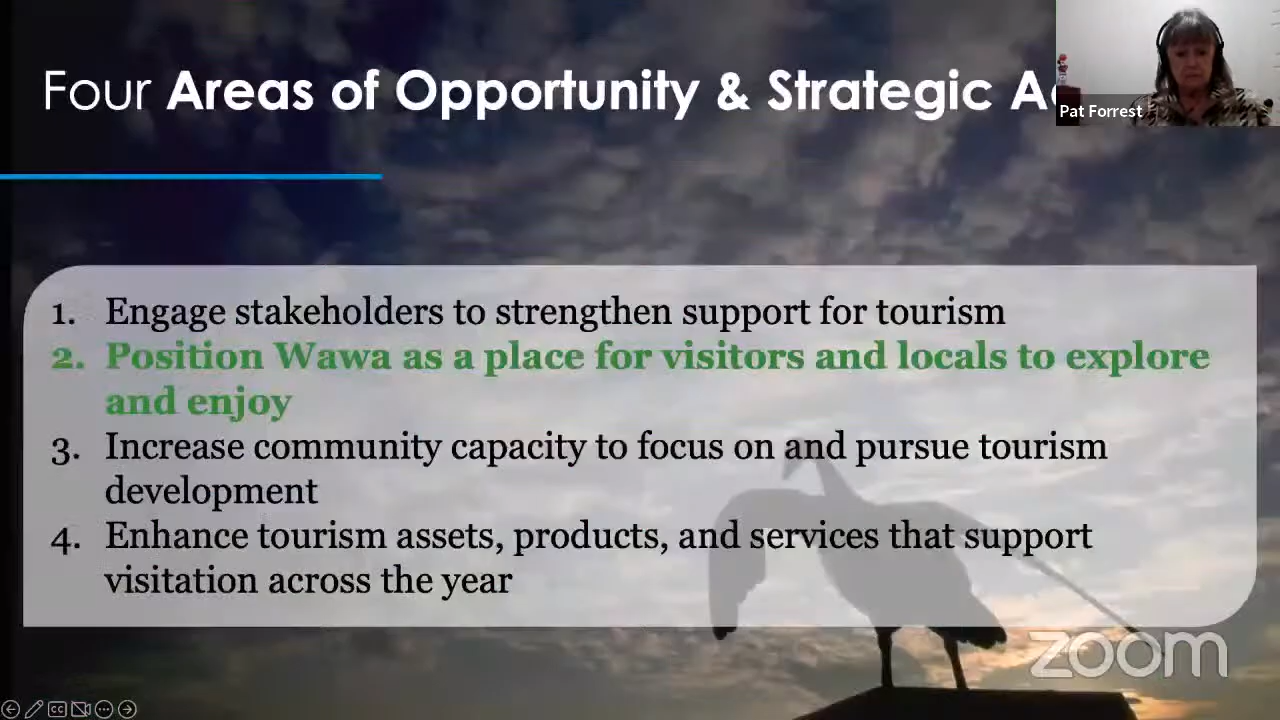 Four Areas of Opportunity & Strategic
Pat Forrest
1. Engage stakeholders to strengthen support for tourism
2. Position Wawa as a place for visitors and locals to explore
and enjoy
3. Increase community capacity to focus on and pursue tourism
development
4. Enhance tourism assets, products, and services that support
visitation across the year
zoom
CC